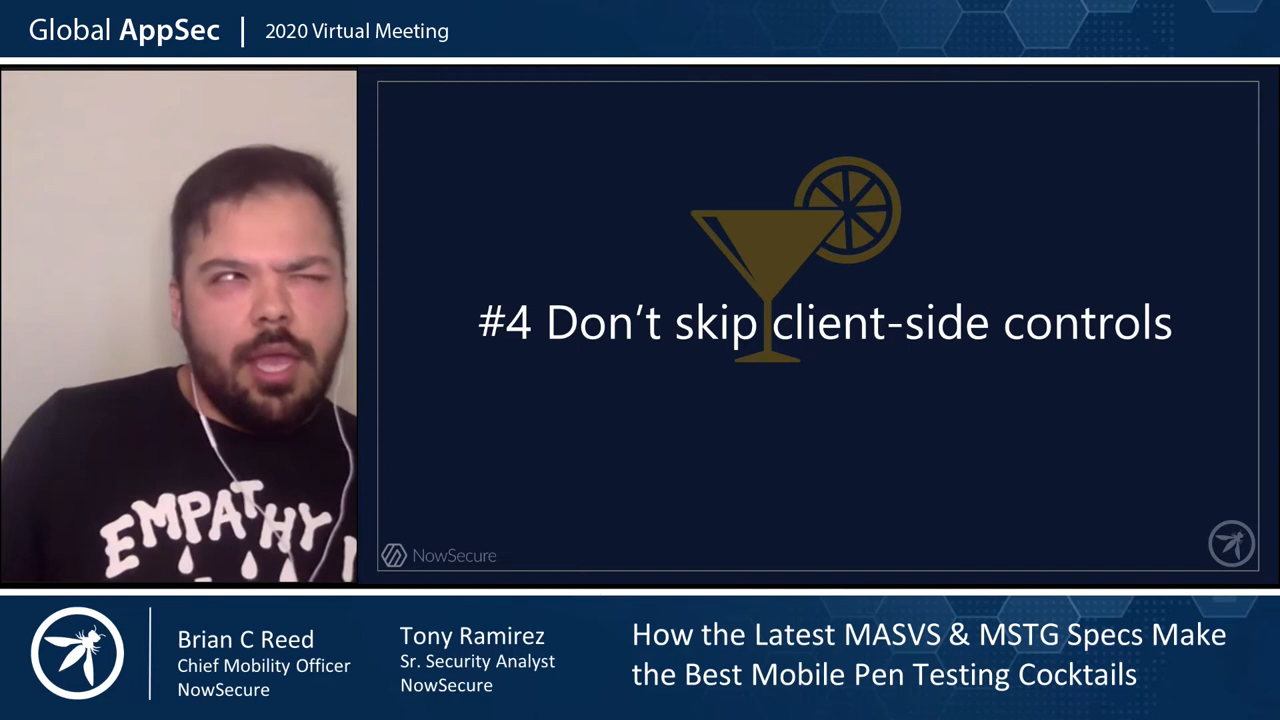 Global AppSec | 2020 Virtual Meeting
EMPATHY
#4 Don't skip client-side controls
NowSecure
Brian C Reed
Chief Mobility Officer
NowSecure
Tony Ramirez
Sr. Security Analyst
NowSecure
How the Latest MASVS & MSTG Specs Make
the Best Mobile Pen Testing Cocktails